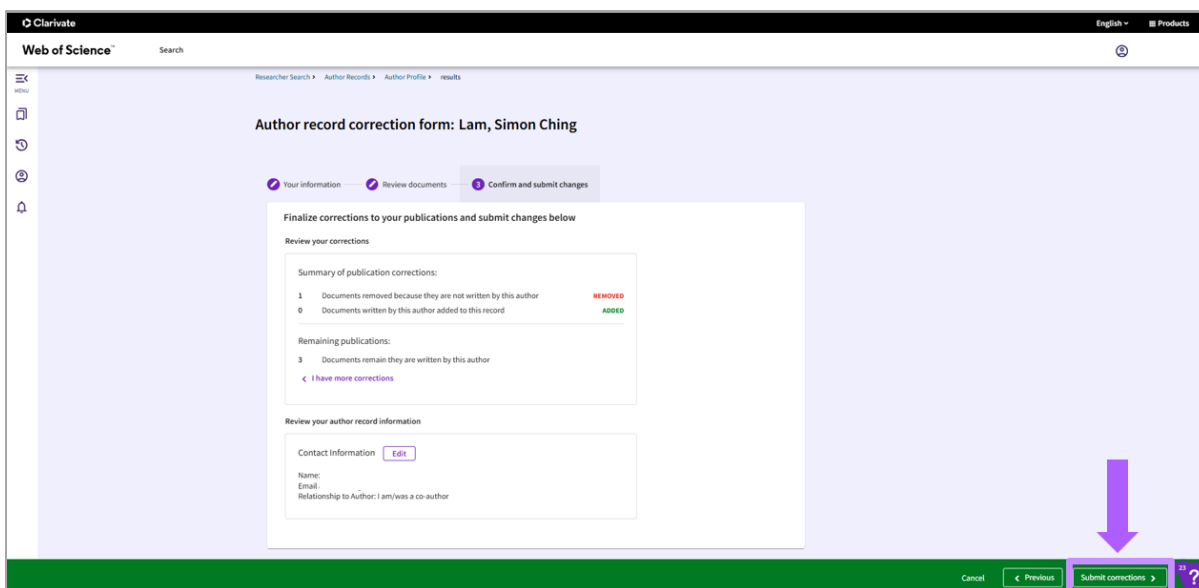 Clarivate English Products
Web of Science™ Search
MENU
Researcher Search > Author Records > Author Profile > results
Author record correction form: Lam, Simon Ching
Your information Review documents 3 Confirm and submit changes
Finalize corrections to your publications and submit changes below
Review your corrections
Summary of publication corrections:
1 Documents removed because they are not written by this author REMOVED
0 Documents written by this author added to this record ADDED
Remaining publications:
3 Documents remain they are written by this author
< I have more corrections
Review your author record information
Contact Information Edit
Name:
Email
Relationship to Author: I am/was a co-author
Cancel < Previous Submit corrections > 23 ?